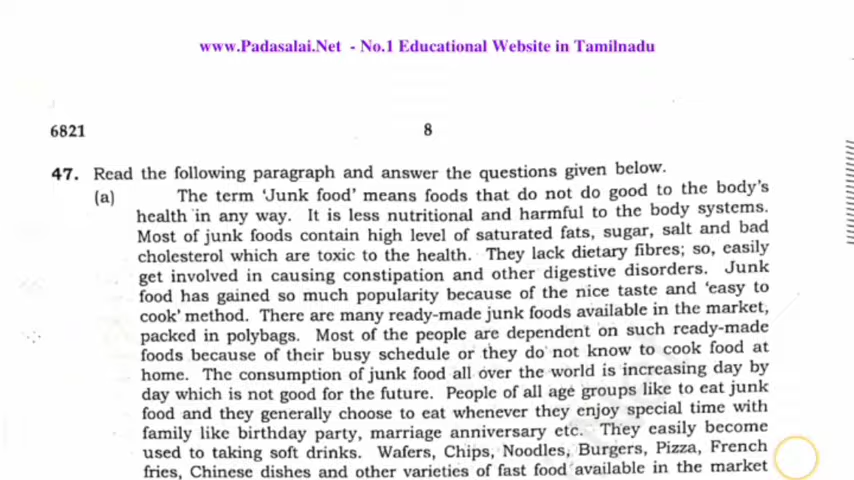 www.Padasalai.Net - No.1 Educational Website in Tamilnadu
6821
8
47. Read the following paragraph and answer the questions given below.
(a) The term 'Junk food' means foods that do not do good to the body's
health in any way. It is less nutritional and harmful to the body systems.
Most of junk foods contain high level of saturated fats, sugar, salt and bad
cholesterol which are toxic to the health. They lack dietary fibres; so, easily
get involved in causing constipation and other digestive disorders. Junk
food has gained so much popularity because of the nice taste and 'easy to
cook' method. There are many ready-made junk foods available in the market,
packed in polybags. Most of the people are dependent on such ready-made
foods because of their busy schedule or they do not know to cook food at
home. The consumption of junk food all over the world is increasing day by
day which is not good for the future. People of all age groups like to eat junk
food and they generally choose to eat whenever they enjoy special time with
family like birthday party, marriage anniversary etc. They easily become
used to taking soft drinks. Wafers, Chips, Noodles, Burgers, Pizza, French
fries, Chinese dishes and other varieties of fast food available in the market